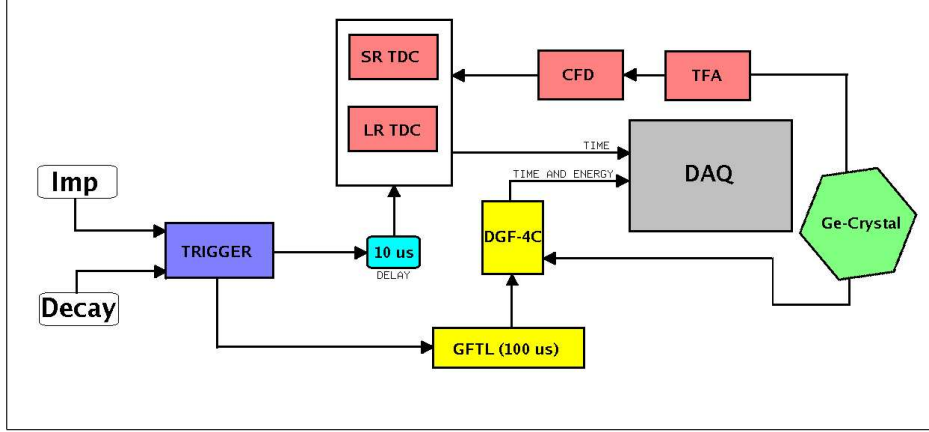 SR TDC
CFD
TFA
LR TDC
TIME
DAQ
Imp
TIME AND ENERGY
Ge-Crystal
DGF-4C
TRIGGER
10 us
DELAY
Decay
GFTL (100 us)